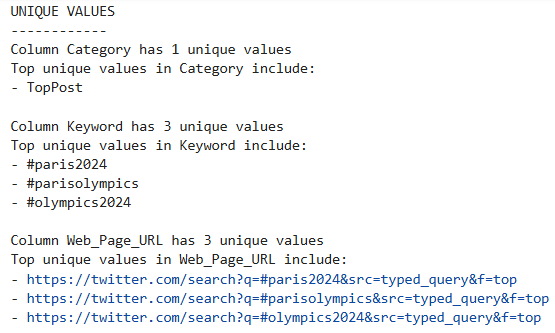 UNIQUE VALUES
------------
Column Category has 1 unique values
Top unique values in Category include:
- TopPost
Column Keyword has 3 unique values
Top unique values in Keyword include:
- #paris2024
- #parisolympics
- #olympics2024
Column Web_Page_URL has 3 unique values
Top unique values in Web_Page_URL include:
- https://twitter.com/search?q=#paris2024&src=typed_query&f=top
- https://twitter.com/search?q=#parisolympics&src=typed_query&f=top
- https://twitter.com/search?q=#olympics2024&src=typed_query&f=top